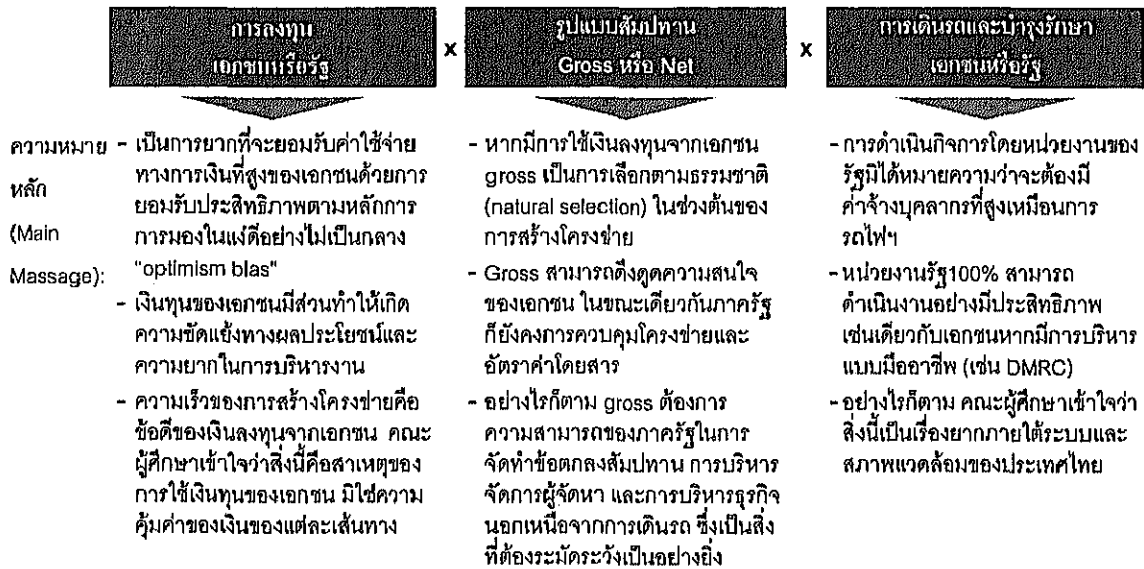 การลงทุน
เอกชนหรือรัฐ
x
รูปแบบสัมปทาน
Gross หรือ Net
x
การเดินรถและบำรุงรักษา
เอกชนหรือรัฐ
ความหมาย
หลัก
(Main
Massage):
- เป็นการยากที่จะยอมรับค่าใช้จ่าย
ทางการเงินที่สูงของเอกชนด้วยการ
ยอมรับประสิทธิภาพตามหลักการ
การมองในแง่ดีอย่างไม่เป็นกลาง
"optimism bias"
- เงินทุนของเอกชนมีส่วนทำให้เกิด
ความขัดแย้งทางผลประโยชน์และ
ความยากในการบริหารงาน
- ความเร็วของการสร้างโครงข่ายคือ
ข้อดีของเงินลงทุนจากเอกชน คณะ
ผู้ศึกษาเข้าใจว่าสิ่งนี้คือสาเหตุของ
การใช้เงินทุนของเอกชน มิใช่ความ
คุ้มค่าของเงินของแต่ละเส้นทาง
- หากมีการใช้เงินลงทุนจากเอกชน
gross เป็นการเลือกตามธรรมชาติ
(natural selection) ในช่วงต้นของ
การสร้างโครงข่าย
- Gross สามารถดึงดูดความสนใจ
ของเอกชน ในขณะเดียวกันภาครัฐ
ก็ยังคงการควบคุมโครงข่ายและ
อัตราค่าโดยสาร
- อย่างไรก็ตาม gross ต้องการ
ความสามารถของภาครัฐในการ
จัดทำข้อตกลงสัมปทาน การบริหาร
จัดการผู้จัดหา และการบริหารธุรกิจ
นอกเหนือจากการเดินรถ ซึ่งเป็นสิ่ง
ที่ต้องระมัดระวังเป็นอย่างยิ่ง
- การดำเนินกิจการโดยหน่วยงานของ
รัฐมิได้หมายความว่าจะต้องมี
ค่าจ้างบุคลากรที่สูงเหมือนการ
รถไฟฯ
- หน่วยงานรัฐ100% สามารถ
ดำเนินงานอย่างมีประสิทธิภาพ
เช่นเดียวกับเอกชนหากมีการบริหาร
แบบมืออาชีพ (เช่น DMRC)
- อย่างไรก็ตาม คณะผู้ศึกษาเข้าใจว่า
สิ่งนี้เป็นเรื่องยากภายใต้ระบบและ
สภาพแวดล้อมของประเทศไทย